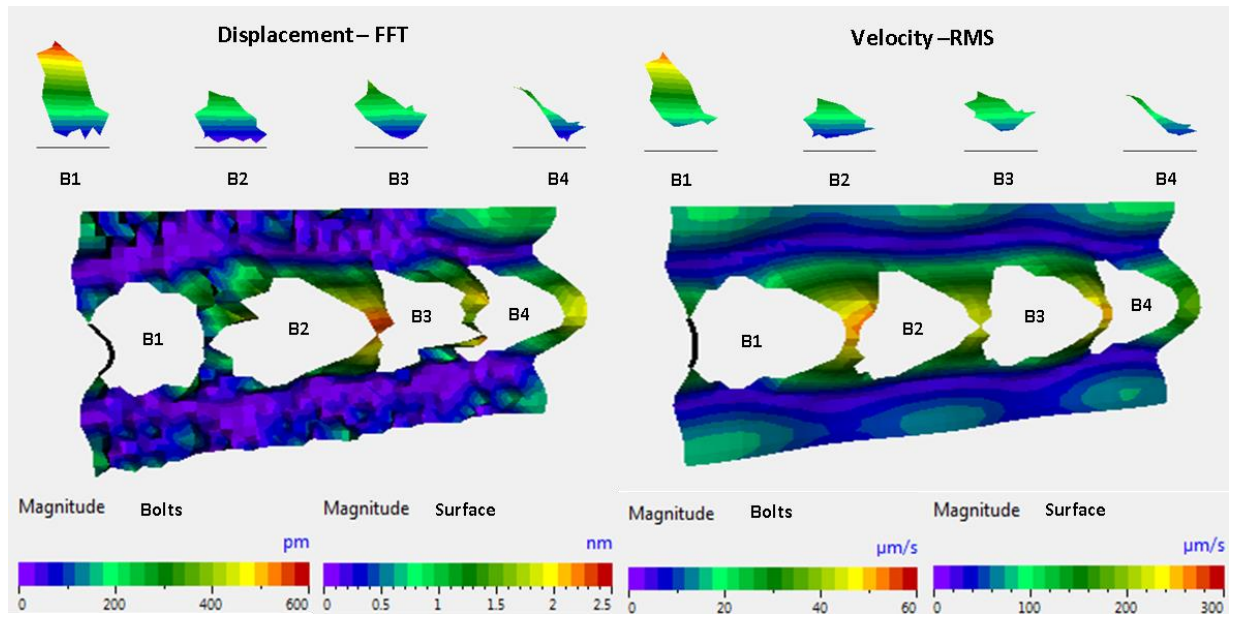 Displacement – FFT
Velocity –RMS
B1 B2 B3 B4
B1 B2 B3 B4
B1 B2 B3 B4
B1 B2 B3 B4
Magnitude Bolts
pm
0 200 400 600
Magnitude Surface
nm
0 0.5 1 1.5 2 2.5
Magnitude Bolts
µm/s
0 20 40 60
Magnitude Surface
µm/s
0 100 200 300